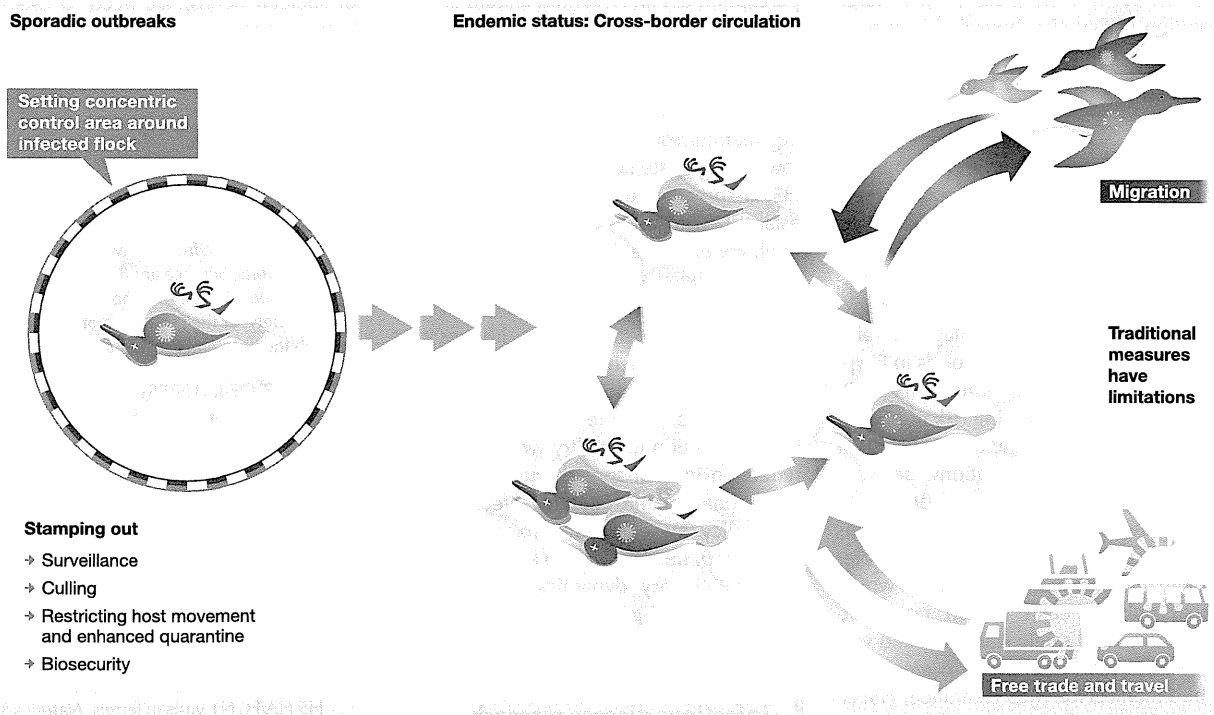 Sporadic outbreaks
Endemic status: Cross-border circulation
Setting concentric
control area around
infected flock
Migration
Traditional
measures
have
limitations
Stamping out
Surveillance
Culling
Restricting host movement
and enhanced quarantine
Biosecurity
Free trade and travel